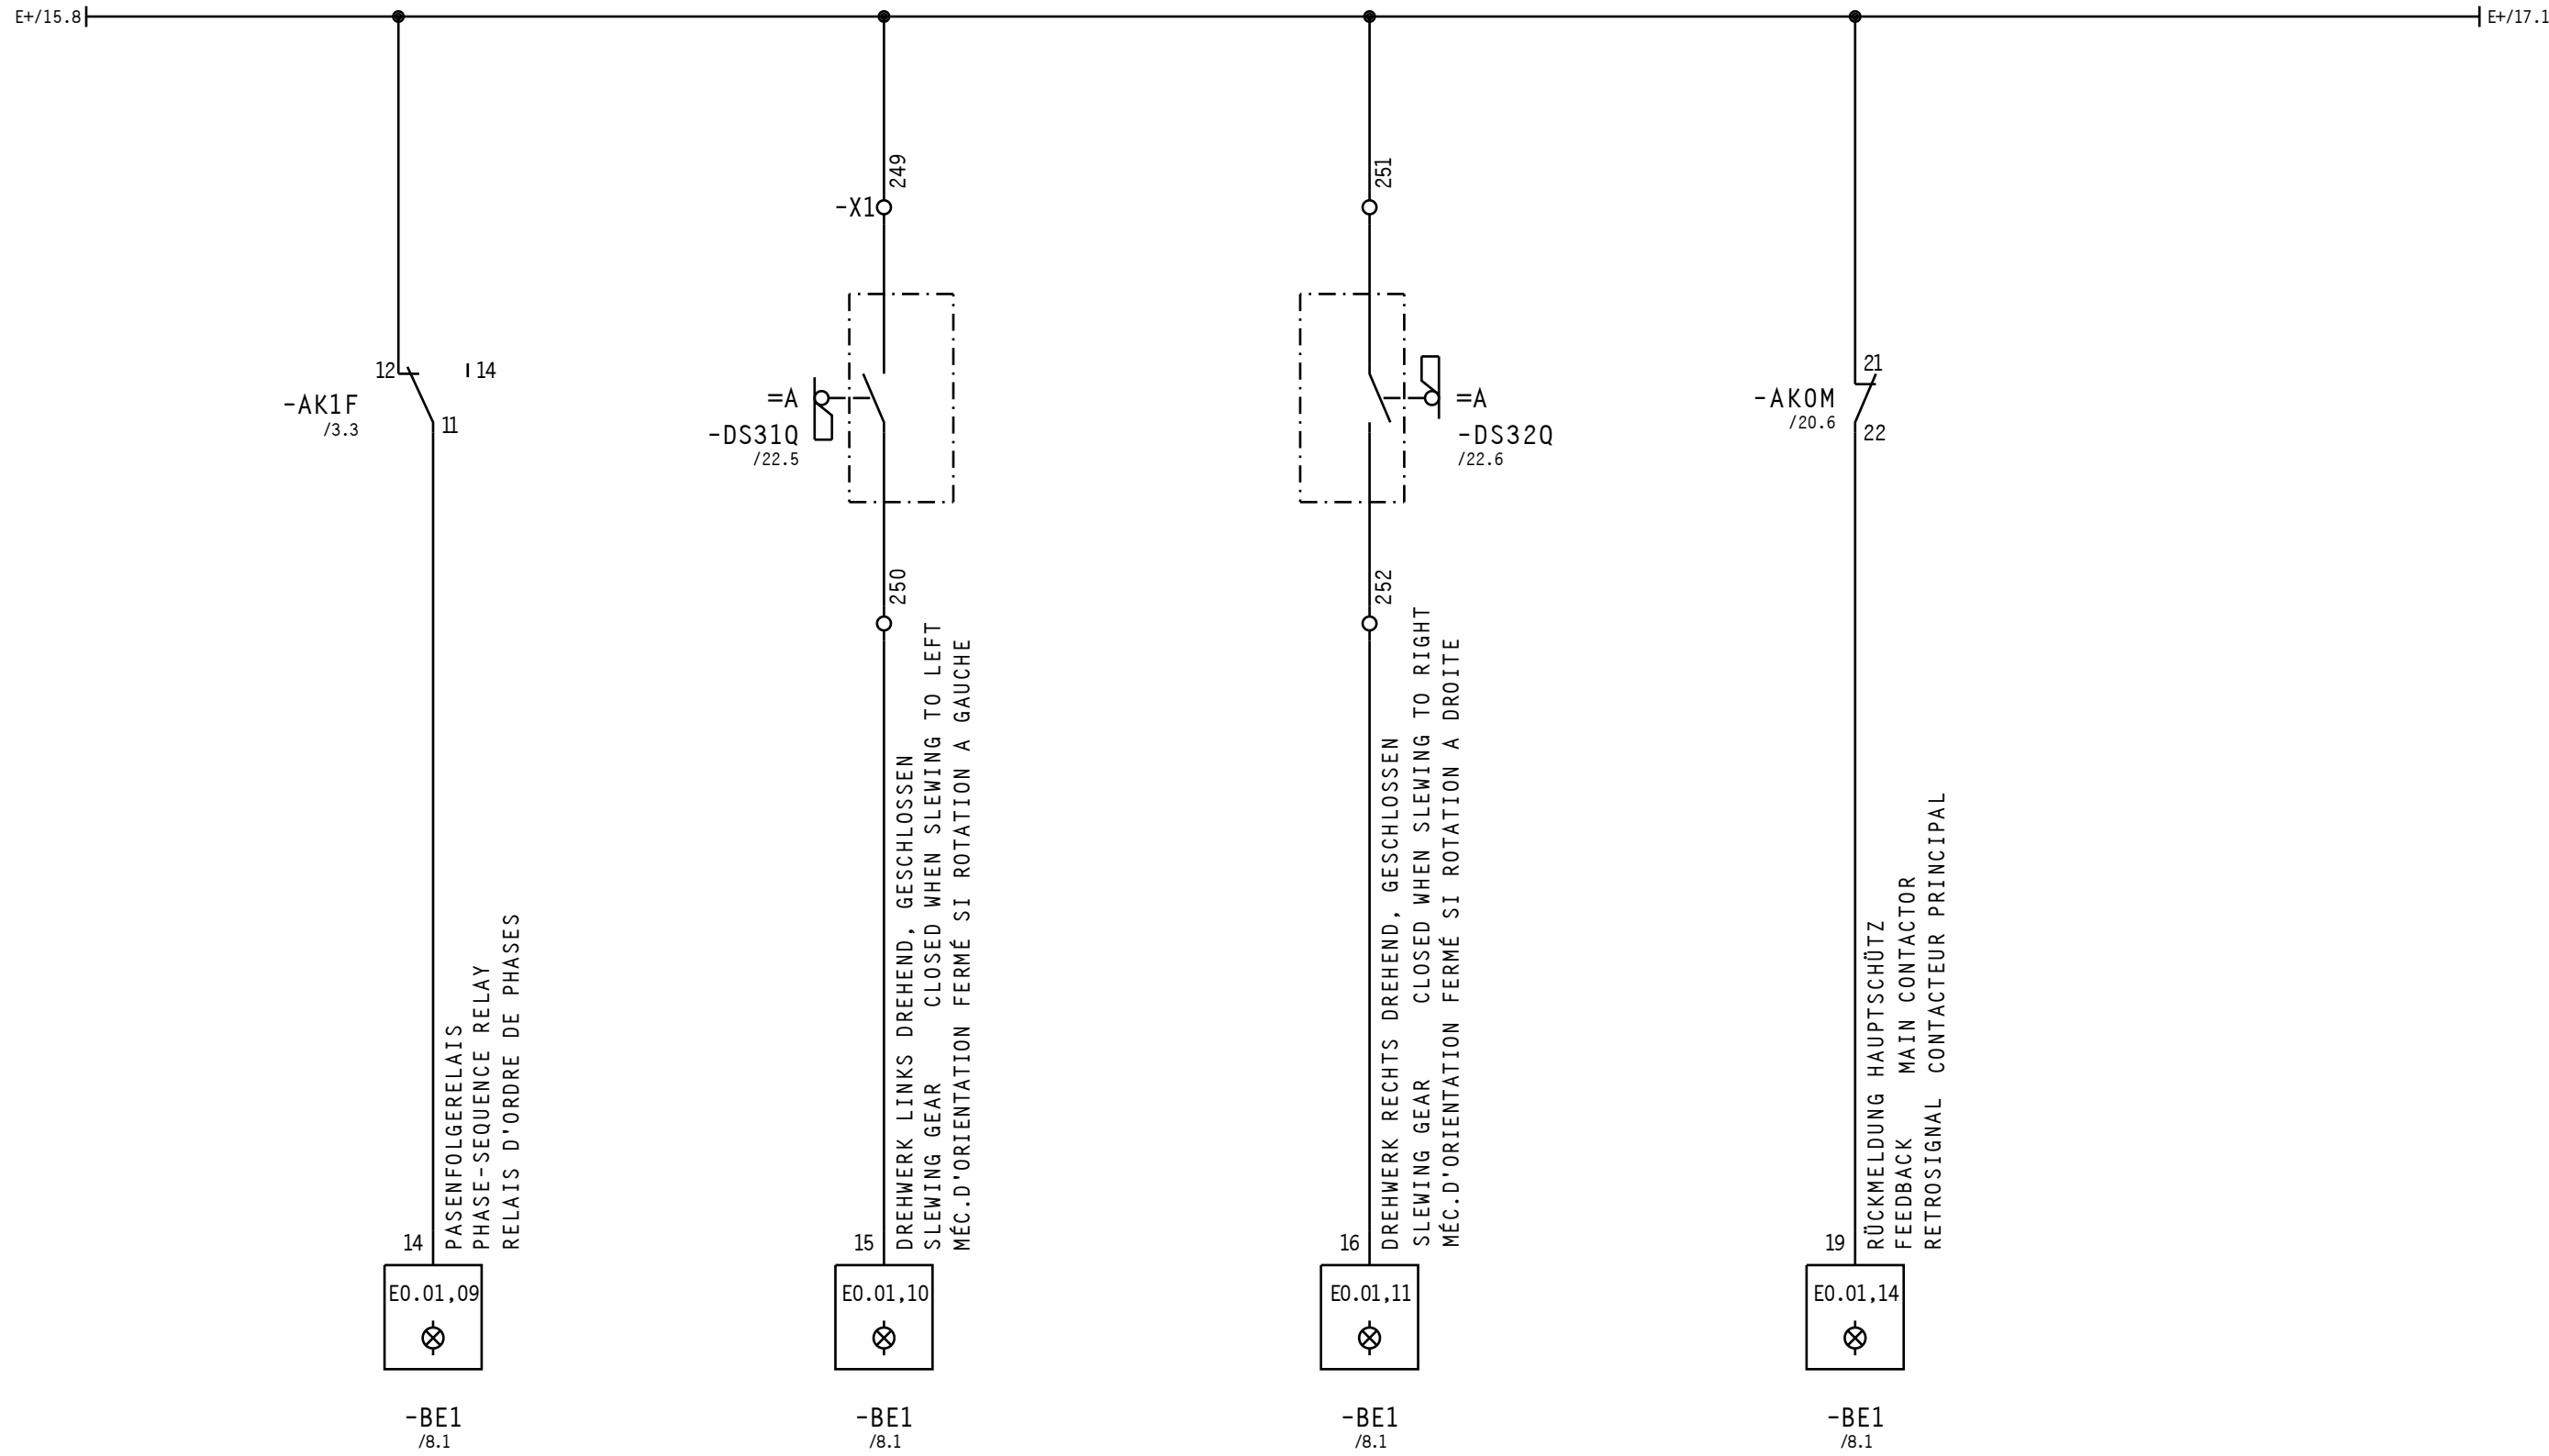 E+/15.8
E+/17.1
249
251
-X1
12
14
-AK1F
/3.3
11
=A
-DS31Q
/22.5
=A
-DS32Q
/22.6
21
-AK0M
/20.6
22
250
252
PASENFOLGERELAIS
PHASE-SEQUENCE RELAY
RELAIS D'ORDRE DE PHASES
DREHWERK LINKS DREHEND, GESCHLOSSEN
SLEWING GEAR CLOSED WHEN SLEWING TO LEFT
MÉC.D'ORIENTATION FERMÉ SI ROTATION A GAUCHE
DREHWERK RECHTS DREHEND, GESCHLOSSEN
SLEWING GEAR CLOSED WHEN SLEWING TO RIGHT
MÉC.D'ORIENTATION FERMÉ SI ROTATION A DROITE
RÜCKMELDUNG HAUPTSCHÜTZ
FEEDBACK MAIN CONTACTOR
RETROSIGNAL CONTACTEUR PRINCIPAL
14
15
16
19
E0.01,09
E0.01,10
E0.01,11
E0.01,14
-BE1
/8.1
-BE1
/8.1
-BE1
/8.1
-BE1
/8.1